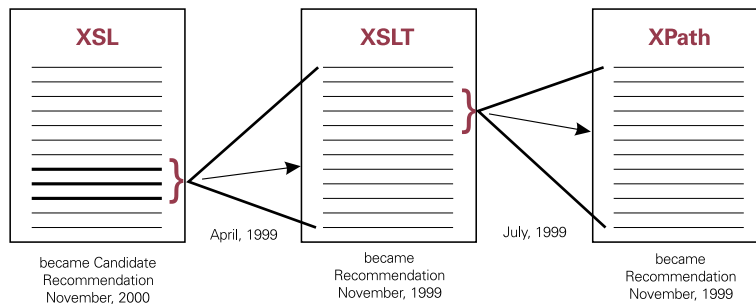 XSL
XSLT
XPath
April, 1999
July, 1999
became Candidate
Recommendation
November, 2000
became
Recommendation
November, 1999
became
Recommendation
November, 1999